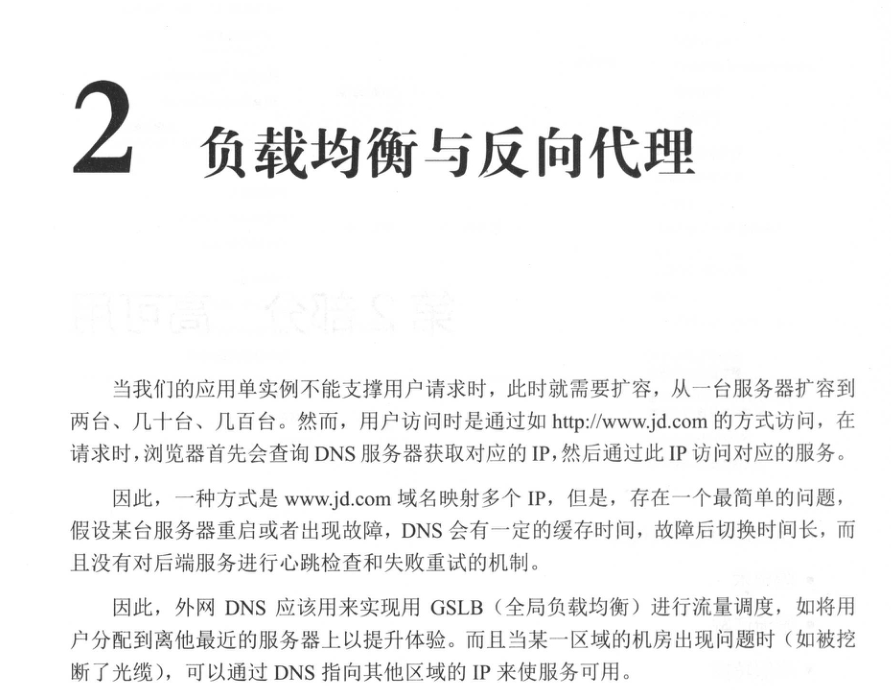 2 负载均衡与反向代理
当我们的应用单实例不能支撑用户请求时，此时就需要扩容，从一台服务器扩容到
两台、几十台、几百台。然而，用户访问时是通过如 http://www.jd.com 的方式访问，在
请求时，浏览器首先会查询 DNS 服务器获取对应的 IP，然后通过此 IP 访问对应的服务。
因此，一种方式是 www.jd.com 域名映射多个 IP，但是，存在一个最简单的问题，
假设某台服务器重启或者出现故障，DNS 会有一定的缓存时间，故障后切换时间长，而
且没有对后端服务进行心跳检查和失败重试的机制。
因此，外网 DNS 应该用来实现用 GSLB（全局负载均衡）进行流量调度，如将用
户分配到离他最近的服务器上以提升体验。而且当某一区域的机房出现问题时（如被挖
断了光缆），可以通过 DNS 指向其他区域的 IP 来使服务可用。